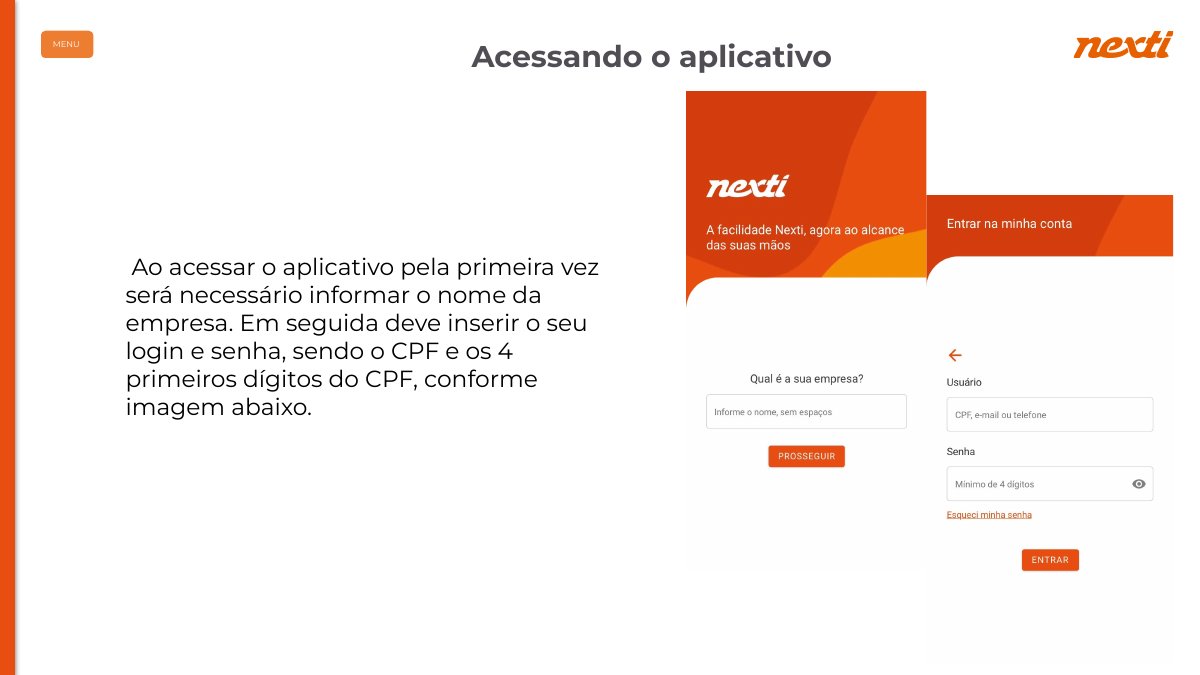 MENU
Acessando o aplicativo
nexti
Ao acessar o aplicativo pela primeira vez
será necessário informar o nome da
empresa. Em seguida deve inserir o seu
login e senha, sendo o CPF e os 4
primeiros dígitos do CPF, conforme
imagem abaixo.
nexti
A facilidade Nexti, agora ao alcance
das suas mãos
Qual é a sua empresa?
Informe o nome, sem espaços
PROSSEGUIR
Entrar na minha conta
Usuário
CPF, e-mail ou telefone
Senha
Mínimo de 4 dígitos
Esqueci minha senha
ENTRAR